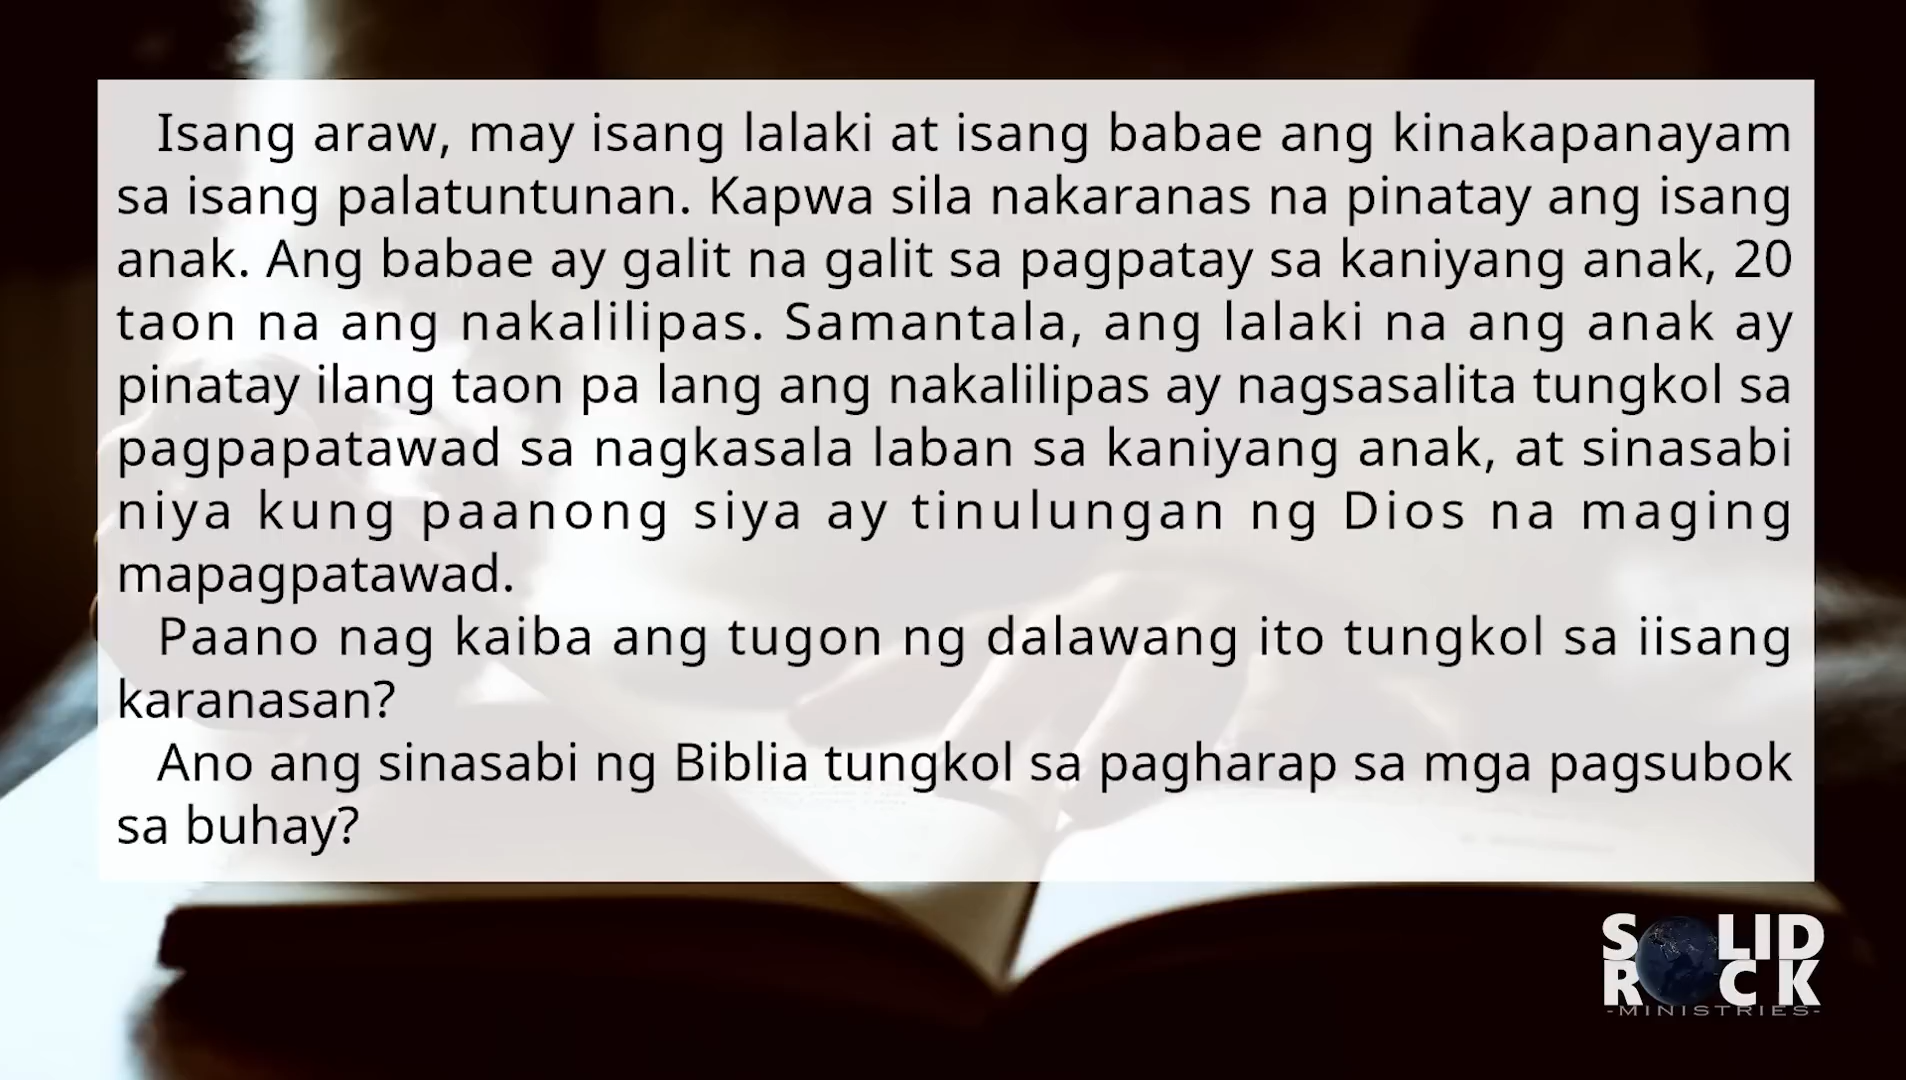 Isang araw, may isang lalaki at isang babae ang kinakapanayam
sa isang palatuntunan. Kapwa sila nakaranas na pinatay ang isang
anak. Ang babae ay galit na galit sa pagpatay sa kaniyang anak, 20
taon na ang nakalilipas. Samantala, ang lalaki na ang anak ay
pinatay ilang taon pa lang ang nakalilipas ay nagsasalita tungkol sa
pagpapatawad sa nagkasala laban sa kaniyang anak, at sinasabi
niya kung paanong siya ay tinulungan ng Dios na maging
mapagpatawad.
Paano nag kaiba ang tugon ng dalawang ito tungkol sa iisang
karanasan?
Ano ang sinasabi ng Biblia tungkol sa pagharap sa mga pagsubok
sa buhay?
SOLID
ROCK
-MINISTRIES-